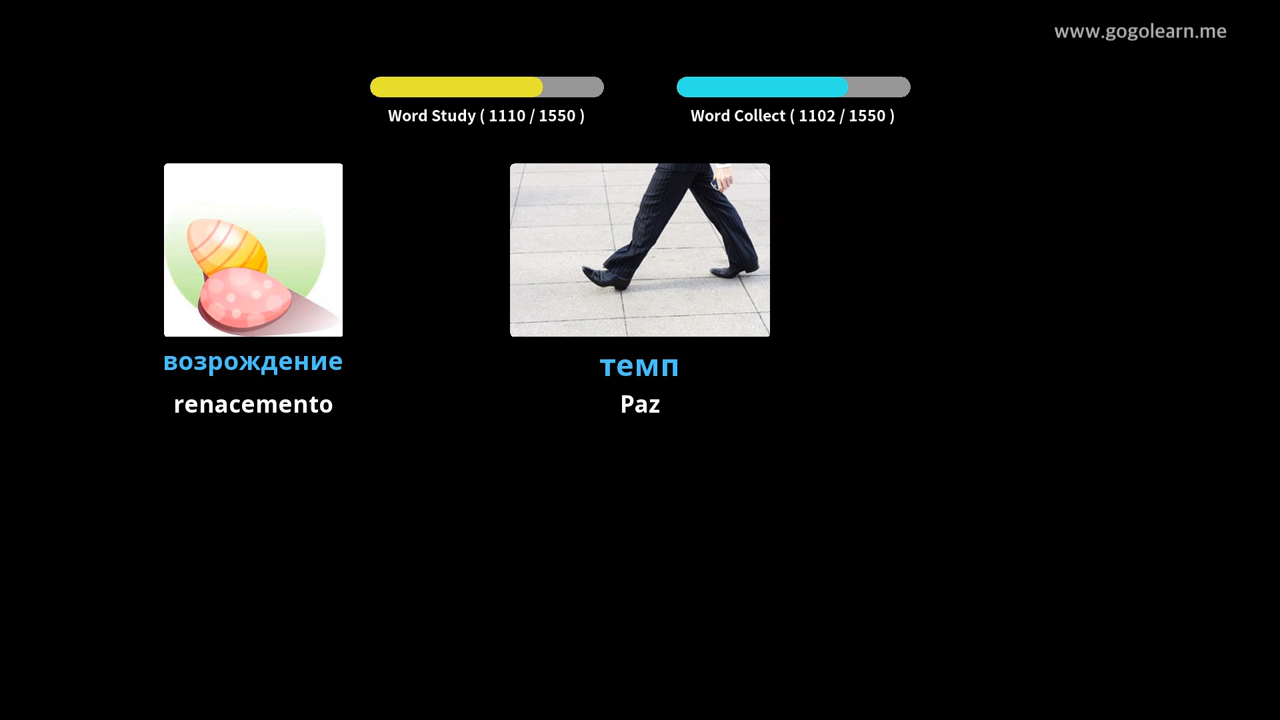 www.gogolearn.me
Word Study ( 1110 / 1550 )
Word Collect ( 1102 / 1550 )
возрождение
renacemento
темп
Paz